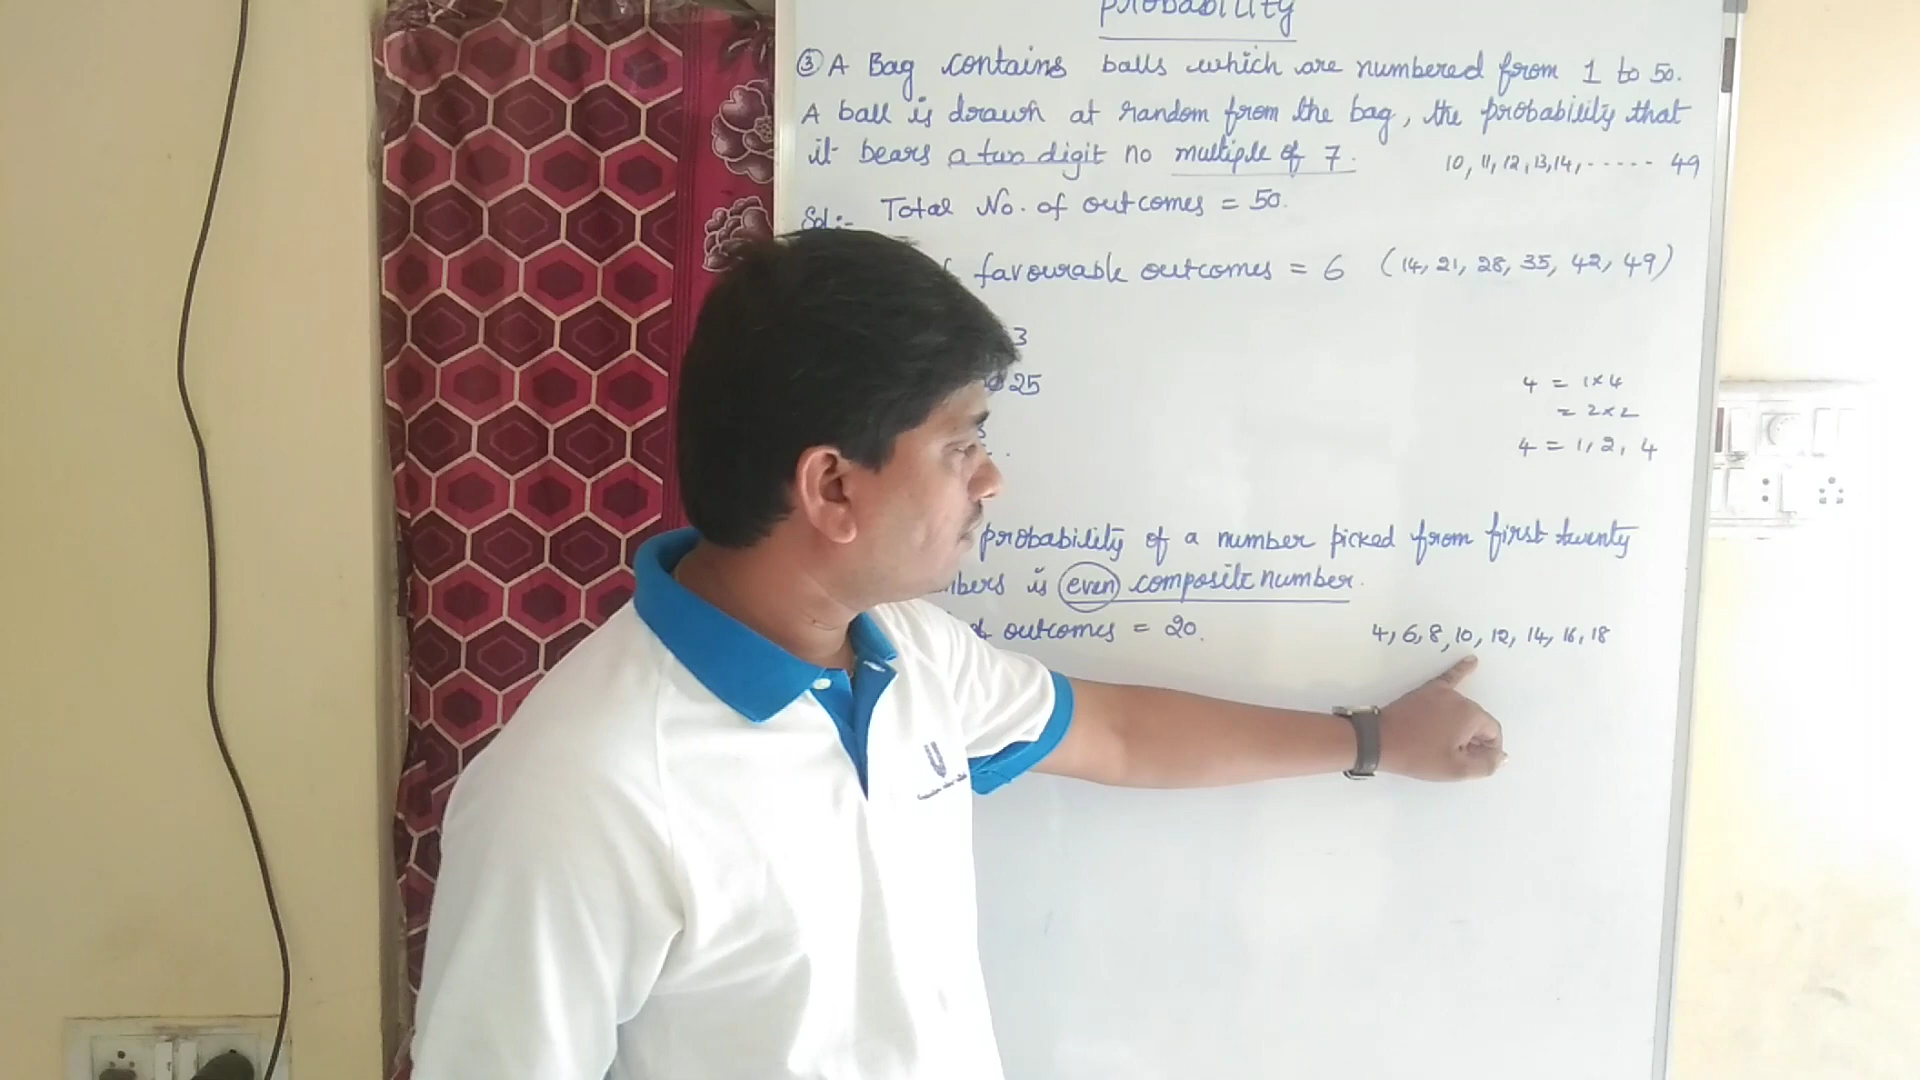 probability
③ A Bag contains balls which are numbered from 1 to 50.
A ball is drawn at random from the bag, the probability that
it bears a two digit no multiple of 7.
10, 11, 12, 13, 14, ----- 49
Sol:- Total No. of outcomes = 50.
favourable outcomes = 6 (14, 21, 28, 35, 42, 49)
3
25
4 = 1×4
= 2×2
4 = 1, 2, 4
probability of a number picked from first twenty
is even composite number.
outcomes = 20.
4, 6, 8, 10, 12, 14, 16, 18